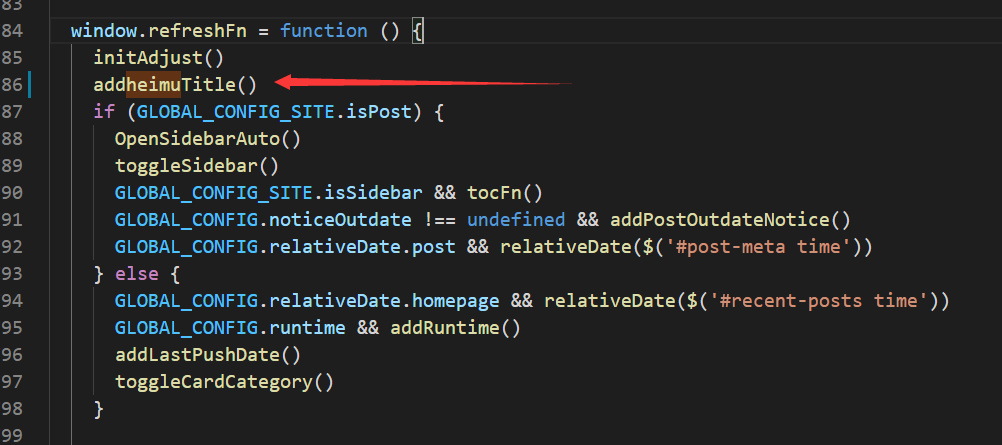 83
84 window.refreshFn = function () {
85 initAdjust()
86 addheimuTitle()
87 if (GLOBAL_CONFIG_SITE.isPost) {
88 OpenSidebarAuto()
89 toggleSidebar()
90 GLOBAL_CONFIG_SITE.isSidebar && tocFn()
91 GLOBAL_CONFIG.noticeOutdate !== undefined && addPostOutdateNotice()
92 GLOBAL_CONFIG.relativeDate.post && relativeDate($('#post-meta time'))
93 } else {
94 GLOBAL_CONFIG.relativeDate.homepage && relativeDate($('#recent-posts time'))
95 GLOBAL_CONFIG.runtime && addRuntime()
96 addLastPushDate()
97 toggleCardCategory()
98 }
99